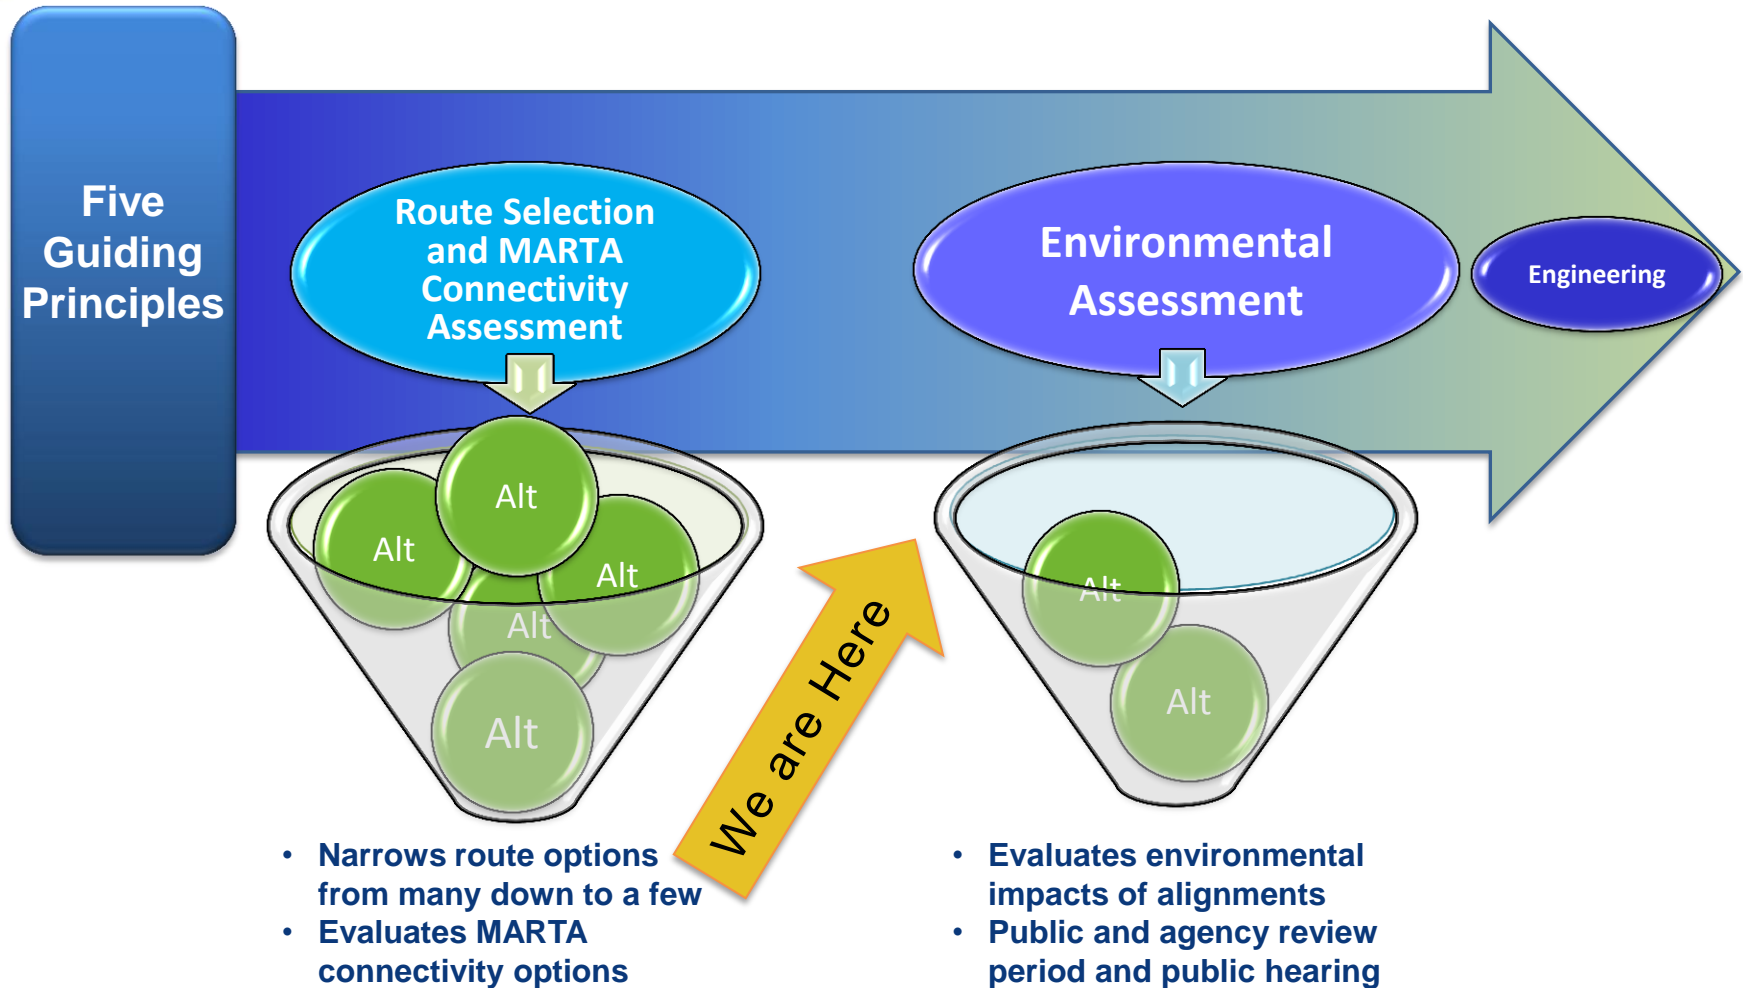 Five
Guiding
Principles
Route Selection
and MARTA
Connectivity
Assessment
Environmental
Assessment
Engineering
Alt
Alt
Alt
Alt
Alt
We are Here
Alt
Alt
• Narrows route options
from many down to a few
• Evaluates MARTA
connectivity options
• Evaluates environmental
impacts of alignments
• Public and agency review
period and public hearing